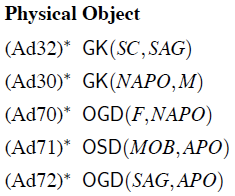 Physical Object
(Ad32)* GK(SC,SAG)
(Ad30)* GK(NAPO,M)
(Ad70)* OGD(F,NAPO)
(Ad71)* OSD(MOB,APO)
(Ad72)* OGD(SAG,APO)